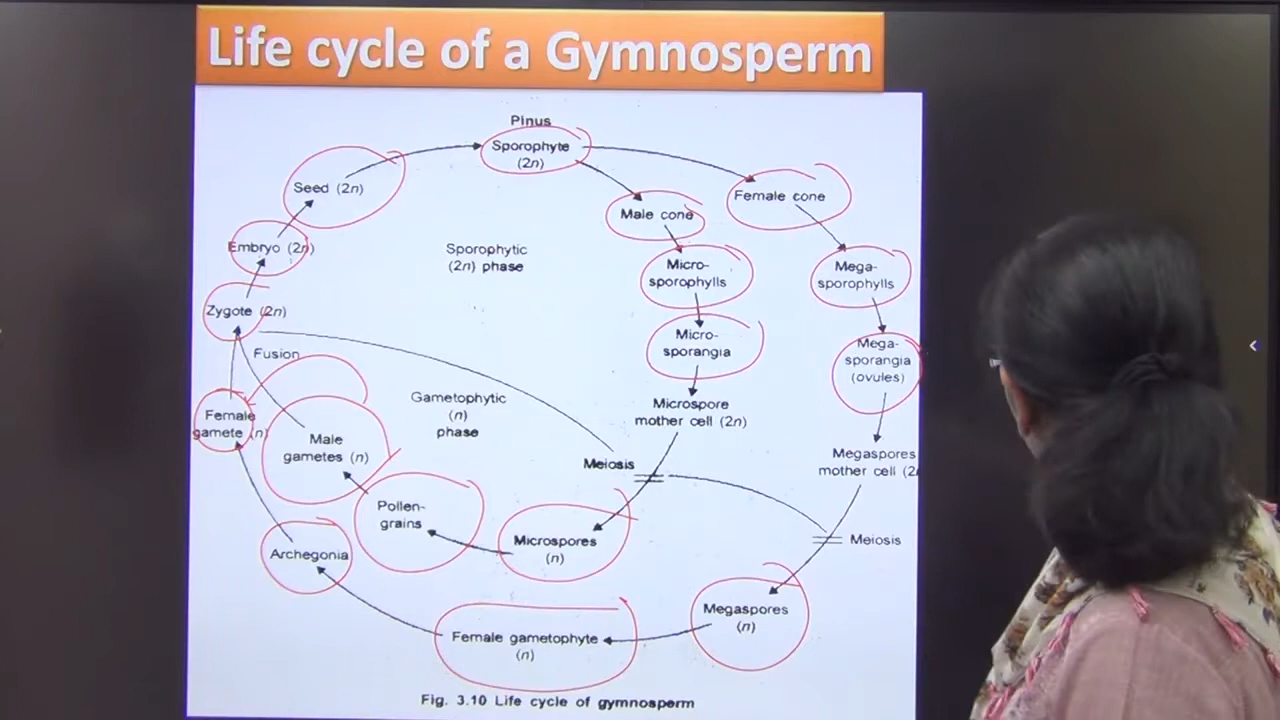 Life cycle of a Gymnosperm
Pinus
Sporophyte
(2n)
Seed (2n)
Female cone
Male cone
Embryo (2n)
Sporophytic
(2n) phase
Micro-
sporophylls
Mega-
sporophylls
Zygote (2n)
Micro-
sporangia
Mega-
sporangia
(ovules)
Fusion
Gametophytic
(n)
phase
Microspore
mother cell (2n)
Female
gamete (n)
Male
gametes (n)
Megaspores
mother cell (2
Meiosis
Pollen-
grains
Microspores
(n)
Meiosis
Archegonia
Megaspores
(n)
Female gametophyte
(n)
Fig. 3.10 Life cycle of gymnosperm